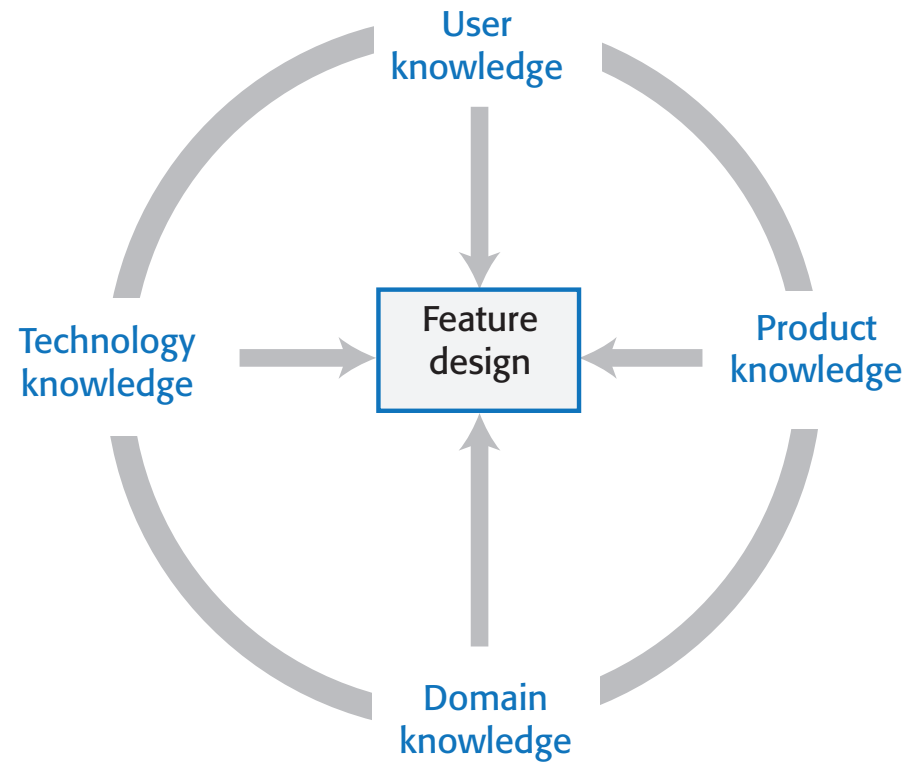 User
knowledge
Technology
knowledge
Feature
design
Product
knowledge
Domain
knowledge